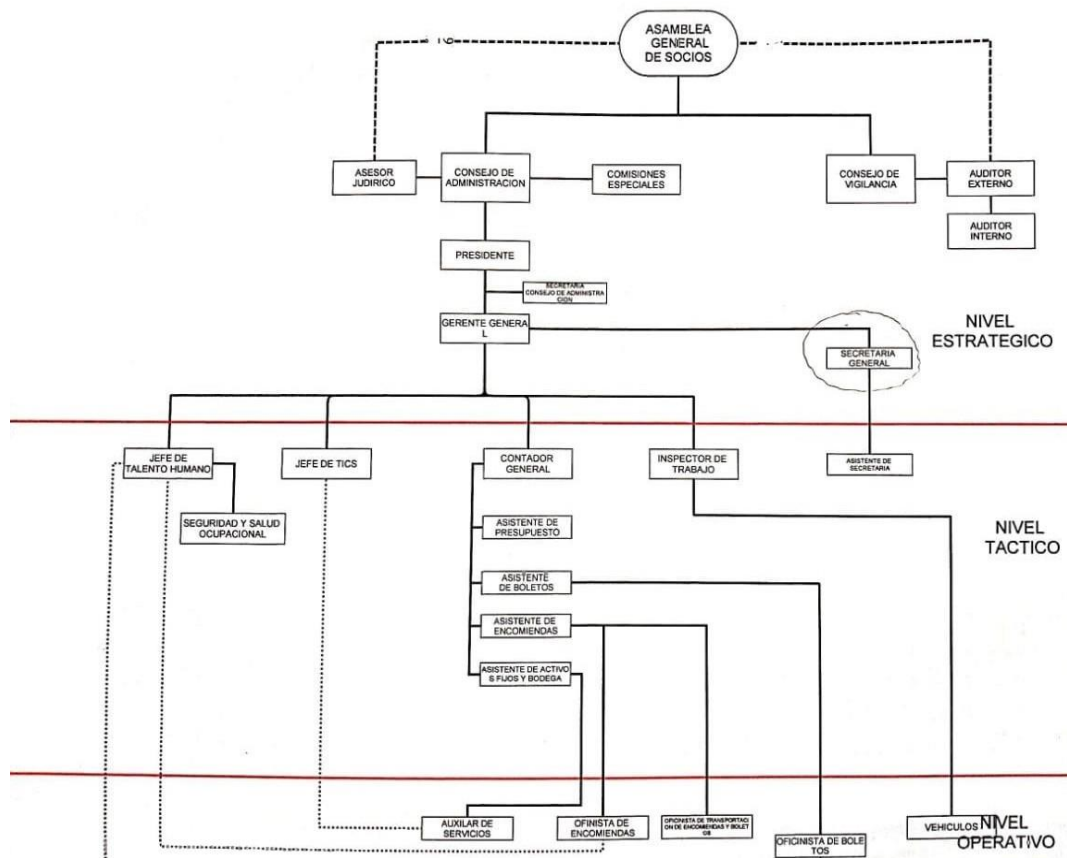 ASAMBLEA
GENERAL
DE SOCIOS
ASESOR
JUDIRICO
CONSEJO DE
ADMINISTRACION
COMISIONES
ESPECIALES
CONSEJO DE
VIGILANCIA
AUDITOR
EXTERNO
AUDITOR
INTERNO
PRESIDENTE
SECRETARIA
CONSEJO DE ADMINISTRA
CION
GERENTE GENERA
L
NIVEL
ESTRATEGICO
SECRETARIA
GENERAL
JEFE DE
TALENTO HUMANO
JEFE DE TICS
CONTADOR
GENERAL
INSPECTOR DE
TRABAJO
ASISTENTE DE
SECRETARIA
SEGURIDAD Y SALUD
OCUPACIONAL
ASISTENTE DE
PRESUPUESTO
NIVEL
TACTICO
ASISTENTE
DE BOLETOS
ASISTENTE DE
ENCOMIENDAS
ASISTENTE DE ACTIVO
S FIJOS Y BODEGA
AUXILAR DE
SERVICIOS
OFINISTA DE
ENCOMIENDAS
OFICINISTA DE TRANSPORTACI
ON DE ENCOMIENDAS Y BOLET
OS
OFICINISTA DE BOLE
TOS
VEHICULOS
NIVEL
OPERATIVO